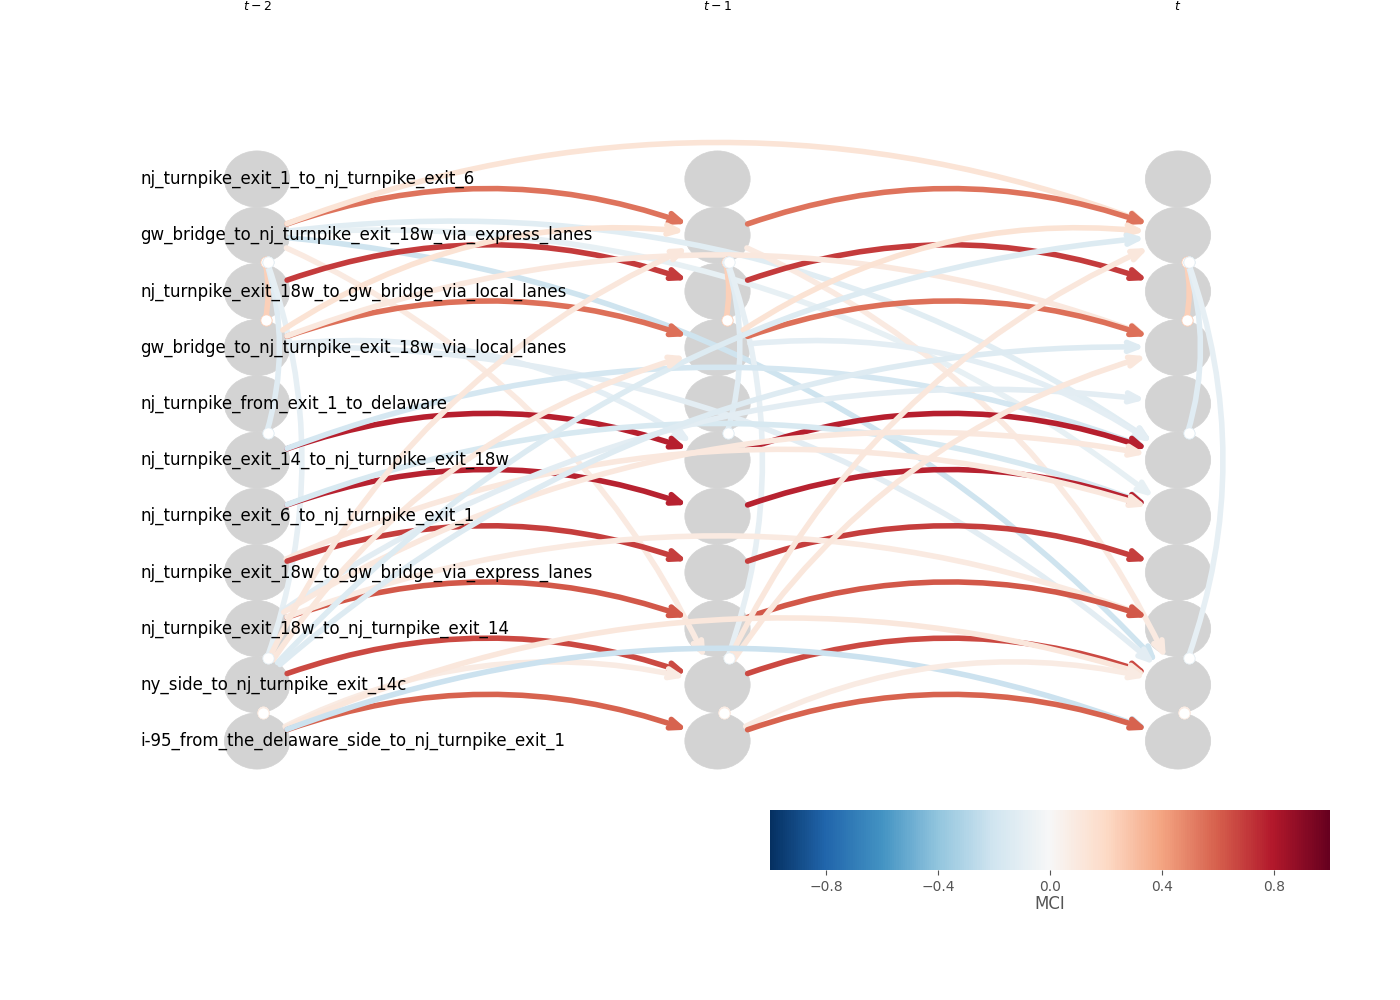 t − 2 t − 1 t
nj_turnpike_exit_1_to_nj_turnpike_exit_6
gw_bridge_to_nj_turnpike_exit_18w_via_express_lanes
nj_turnpike_exit_18w_to_gw_bridge_via_local_lanes
gw_bridge_to_nj_turnpike_exit_18w_via_local_lanes
nj_turnpike_from_exit_1_to_delaware
nj_turnpike_exit_14_to_nj_turnpike_exit_18w
nj_turnpike_exit_6_to_nj_turnpike_exit_1
nj_turnpike_exit_18w_to_gw_bridge_via_express_lanes
nj_turnpike_exit_18w_to_nj_turnpike_exit_14
ny_side_to_nj_turnpike_exit_14c
i-95_from_the_delaware_side_to_nj_turnpike_exit_1
−0.8 −0.4 0.0 0.4 0.8
MCI